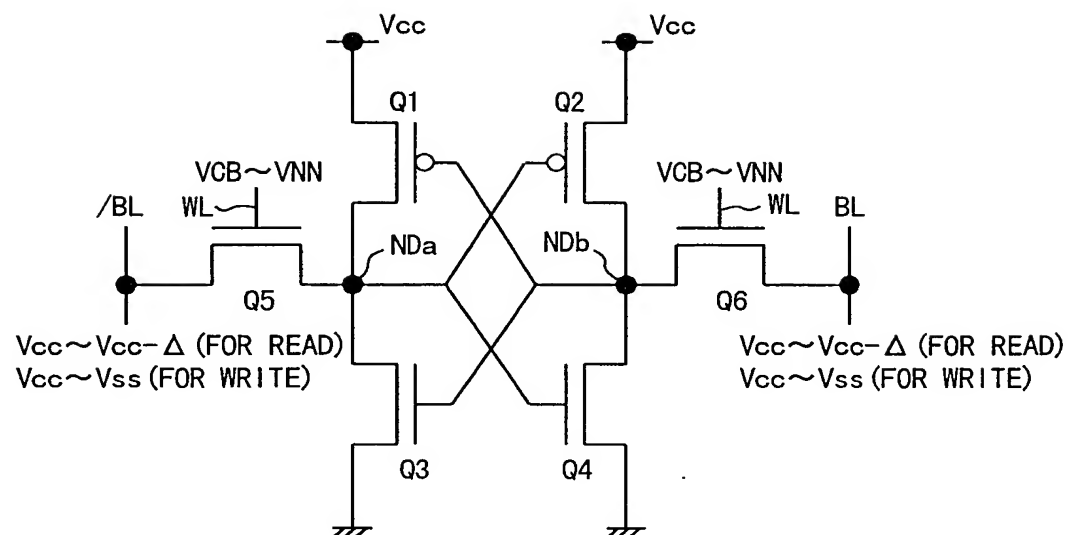 Vcc
Vcc
Q1
Q2
VCB～VNN
VCB～VNN
/BL
WL
WL
BL
NDa
NDb
Q5
Q6
Vcc～Vcc-Δ (FOR READ)
Vcc～Vss (FOR WRITE)
Vcc～Vcc-Δ (FOR READ)
Vcc～Vss (FOR WRITE)
Q3
Q4